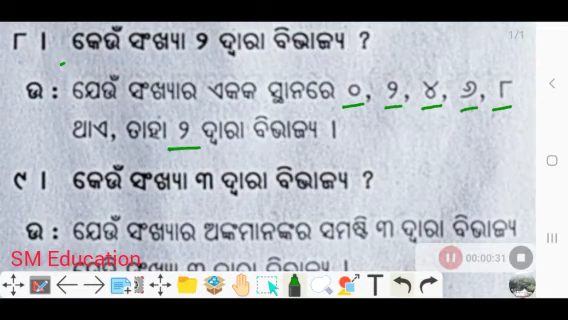 ୮ । କେଉଁ ସଂଖ୍ୟା ୨ ଦ୍ୱାରା ବିଭାଜ୍ୟ ?
1/1
ଉ : ଯେଉଁ ସଂଖ୍ୟାର ଏକକ ସ୍ଥାନରେ ୦, ୨, ୪, ୬, ୮
ଥାଏ, ତାହା ୨ ଦ୍ୱାରା ବିଭାଜ୍ୟ ।
୯ । କେଉଁ ସଂଖ୍ୟା ୩ ଦ୍ୱାରା ବିଭାଜ୍ୟ ?
ଉ : ଯେଉଁ ସଂଖ୍ୟାର ଅଙ୍କମାନଙ୍କର ସମଷ୍ଟି ୩ ଦ୍ୱାରା ବିଭାଜ୍ୟ
SM Education
00:00:31
ସଂଖ୍ୟା ୩ ଦ୍ୱାରା ବିଭାଜ୍ୟ ।
T